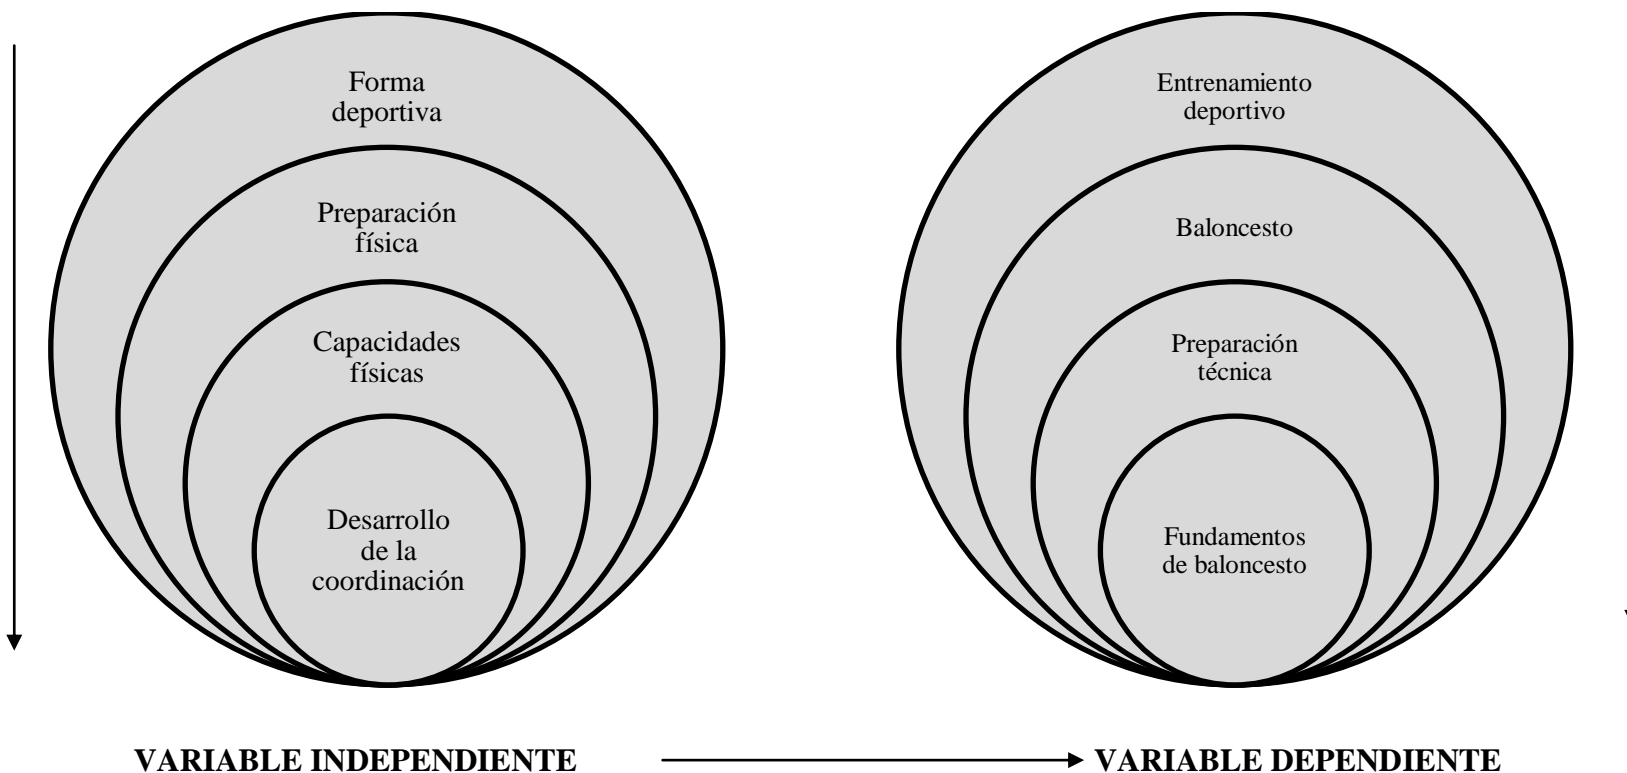 Forma
deportiva
Preparación
física
Capacidades
físicas
Desarrollo
de la
coordinación
Entrenamiento
deportivo
Baloncesto
Preparación
técnica
Fundamentos
de baloncesto
VARIABLE INDEPENDIENTE
VARIABLE DEPENDIENTE